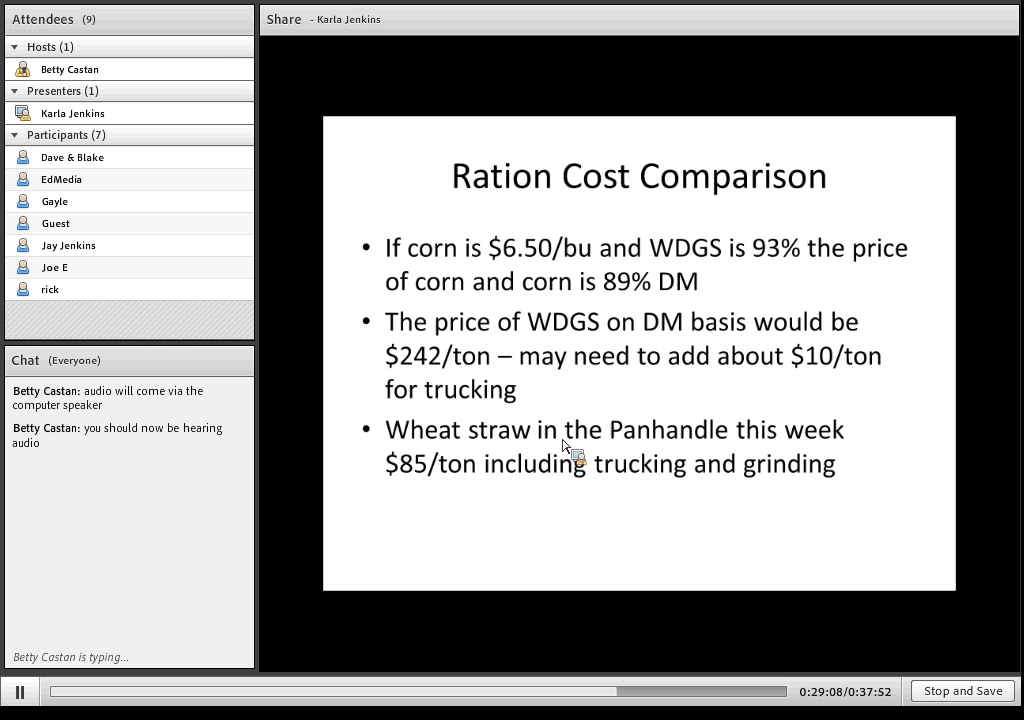 Attendees (9)
Hosts (1)
Betty Castan
Presenters (1)
Karla Jenkins
Participants (7)
Dave & Blake
EdMedia
Gayle
Guest
Jay Jenkins
Joe E
rick
Chat (Everyone)
Betty Castan: audio will come via the
computer speaker
Betty Castan: you should now be hearing
audio
Betty Castan is typing...
Share - Karla Jenkins
Ration Cost Comparison
• If corn is $6.50/bu and WDGS is 93% the price
of corn and corn is 89% DM
• The price of WDGS on DM basis would be
$242/ton – may need to add about $10/ton
for trucking
• Wheat straw in the Panhandle this week
$85/ton including trucking and grinding
0:29:08/0:37:52
Stop and Save